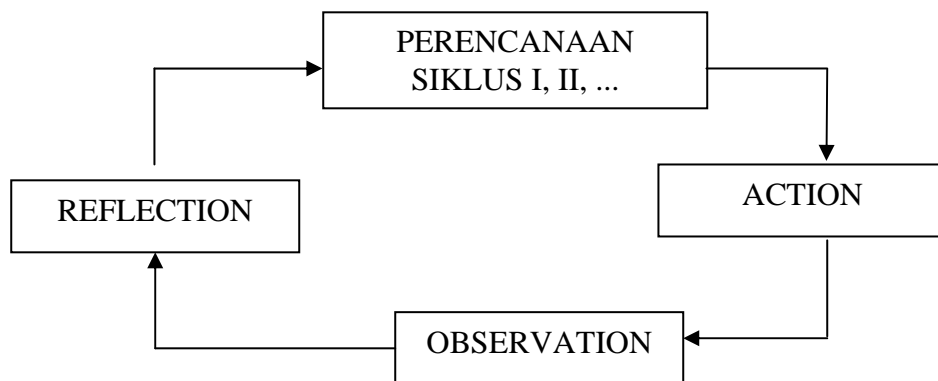 PERENCANAAN
SIKLUS I, II, ...
REFLECTION
ACTION
OBSERVATION